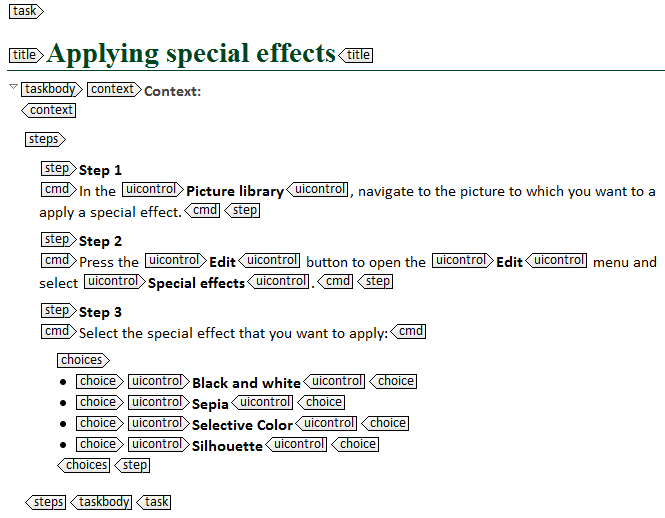 task
title Applying special effects title
taskbody context Context:
context
steps
step Step 1
cmd In the uicontrol Picture library uicontrol, navigate to the picture to which you want to a
apply a special effect. cmd step
step Step 2
cmd Press the uicontrol Edit uicontrol button to open the uicontrol Edit uicontrol menu and
select uicontrol Special effects uicontrol. cmd step
step Step 3
cmd Select the special effect that you want to apply: cmd
choices
• choice uicontrol Black and white uicontrol choice
• choice uicontrol Sepia uicontrol choice
• choice uicontrol Selective Color uicontrol choice
• choice uicontrol Silhouette uicontrol choice
choices step
steps taskbody task